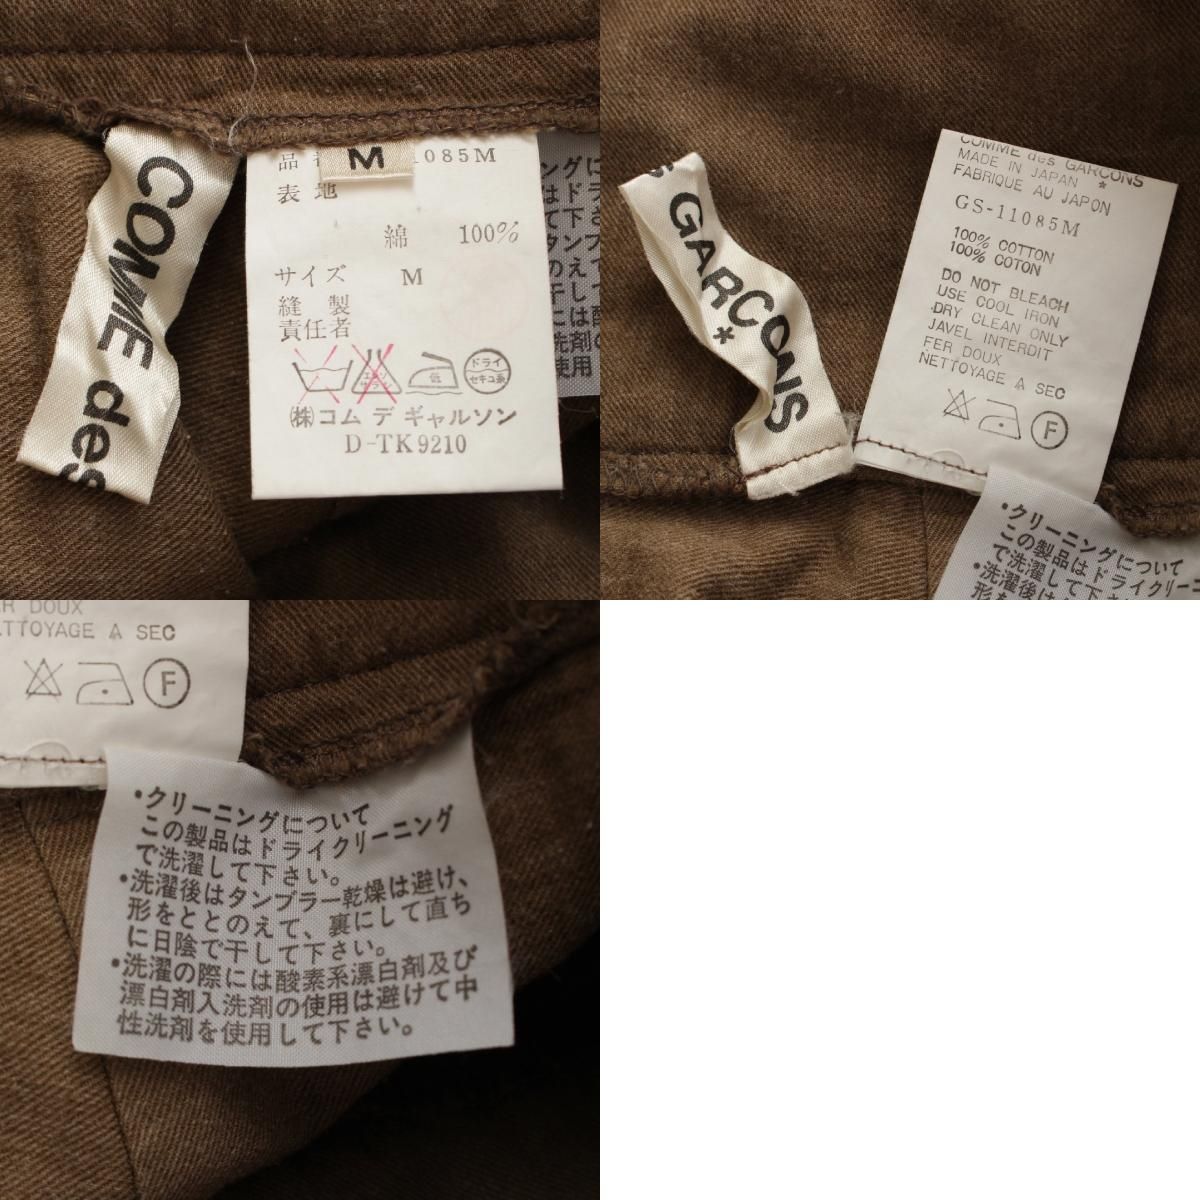 COMME des
M
品
1085M
表地
綿 100%
サイズ M
縫製
責任者
エンソ
サラシ
低
ドライ
セキユ系
㈱コム デ ギャルソン
D-TK9210
ングに
はドラ
て下さ
タンブ
のえて
干して
には酸
洗剤の
使用
S GARCONS
*
COMME des GARCONS
MADE IN JAPAN *
FABRIQUE AU JAPON
GS-11085M
100% COTTON
100% COTON
DO NOT BLEACH
USE COOL IRON
DRY CLEAN ONLY
JAVEL INTERDIT
FER DOUX
NETTOYAGE A SEC
F
•クリーニングについて
この製品はドライクリーニ
で洗濯して下さ
•洗濯後は
形を
ER DOUX
ETTOYAGE A SEC
F
•クリーニングについて
この製品はドライクリーニング
で洗濯して下さい。
•洗濯後はタンブラー乾燥は避け、
形をととのえて、裏にして直ち
に日陰で干して下さい。
•洗濯の際には酸素系漂白剤及び
漂白剤入洗剤の使用は避けて中
性洗剤を使用して下さい。